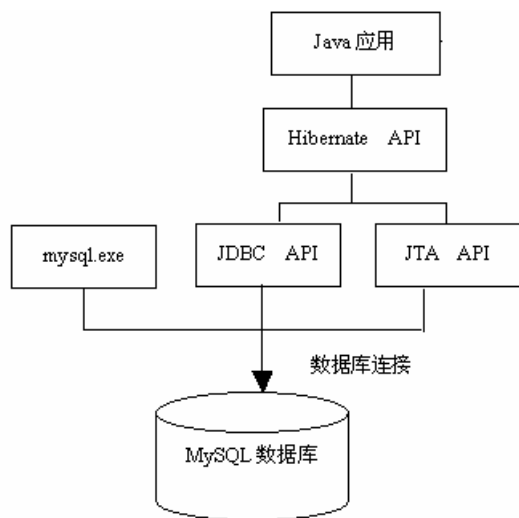 Java 应用
Hibernate API
mysql.exe
JDBC API
JTA API
数据库连接
MySQL 数据库